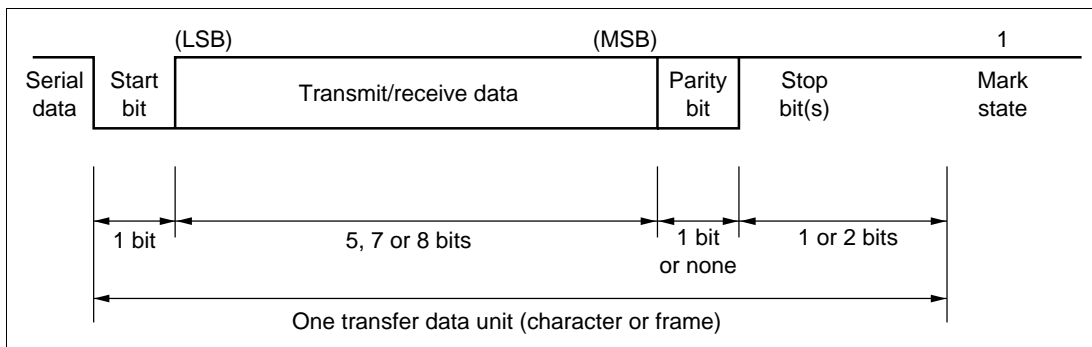 (LSB) (MSB) 1
Serial data
Start bit
Transmit/receive data
Parity bit
Stop bit(s)
Mark state
1 bit
5, 7 or 8 bits
1 bit or none
1 or 2 bits
One transfer data unit (character or frame)